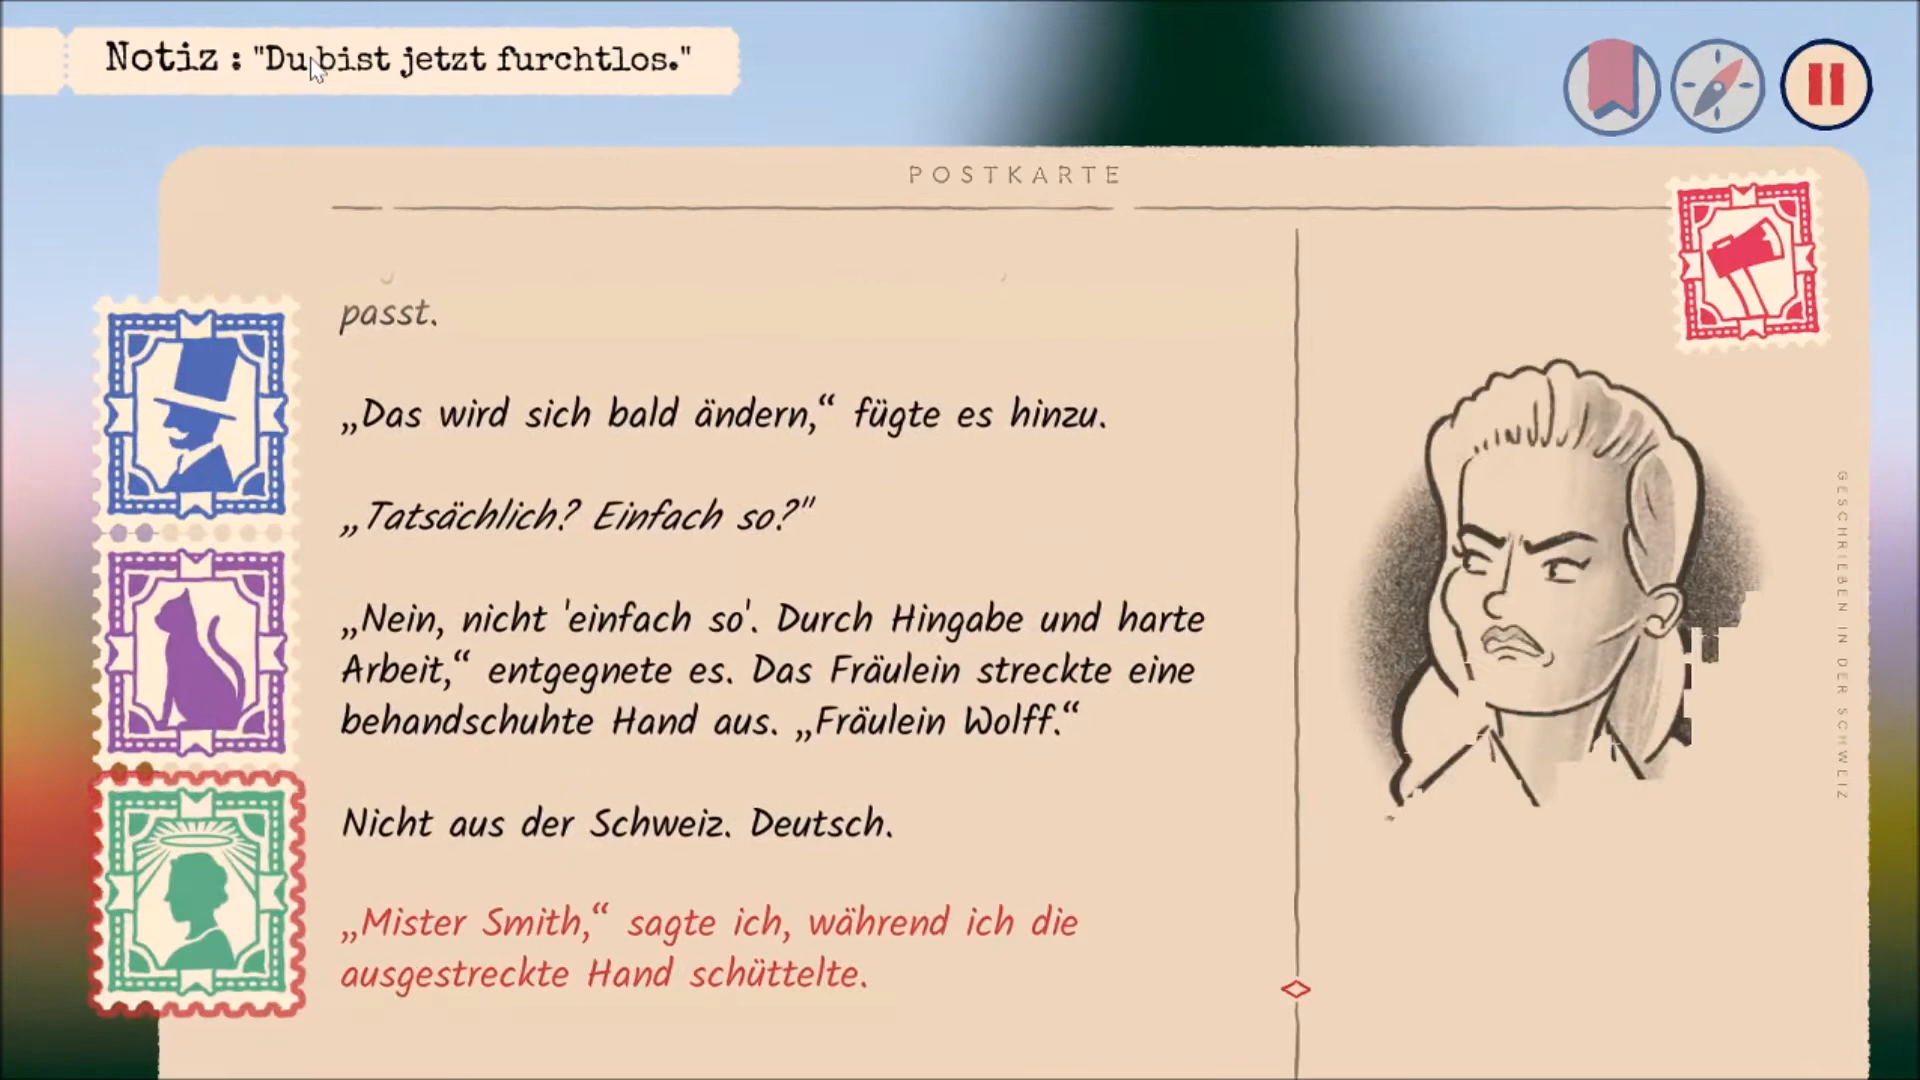 Notiz : "Du bist jetzt furchtlos."
POSTKARTE
passt.
„Das wird sich bald ändern,“ fügte es hinzu.
„Tatsächlich? Einfach so?"
„Nein, nicht 'einfach so'. Durch Hingabe und harte
Arbeit,“ entgegnete es. Das Fräulein streckte eine
behandschuhte Hand aus. „Fräulein Wolff.“
Nicht aus der Schweiz. Deutsch.
„Mister Smith,“ sagte ich, während ich die
ausgestreckte Hand schüttelte.
GESCHRIEBEN IN DER SCHWEIZ